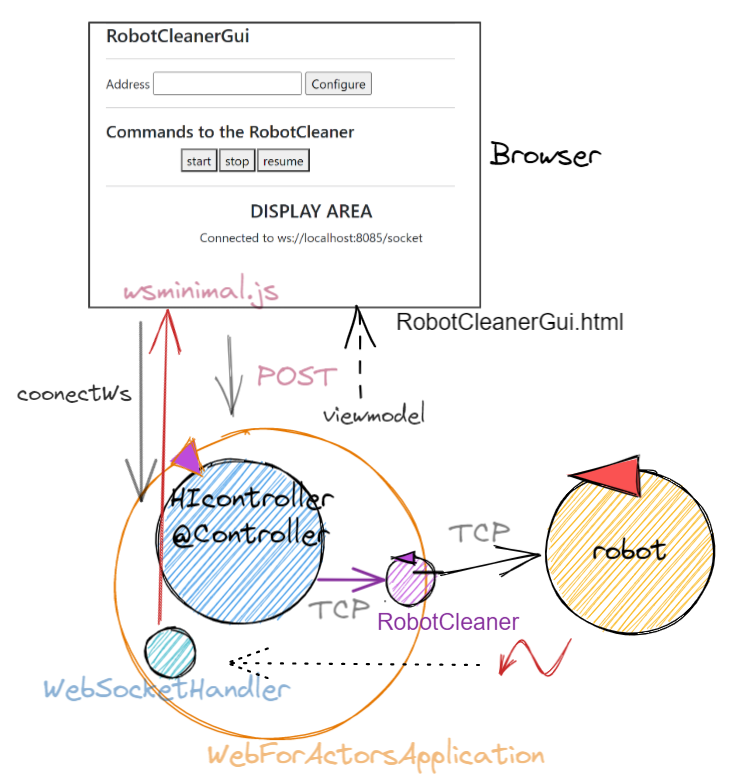 RobotCleanerGui
Address
Configure
Commands to the RobotCleaner
start stop resume
Browser
DISPLAY AREA
Connected to ws://localhost:8085/socket
wsminimal.js
RobotCleanerGui.html
POST
coonectWs
viewmodel
HIcontroller
@Controller
TCP
robot
TCP
RobotCleaner
WebSocketHandler
WebForActorsApplication